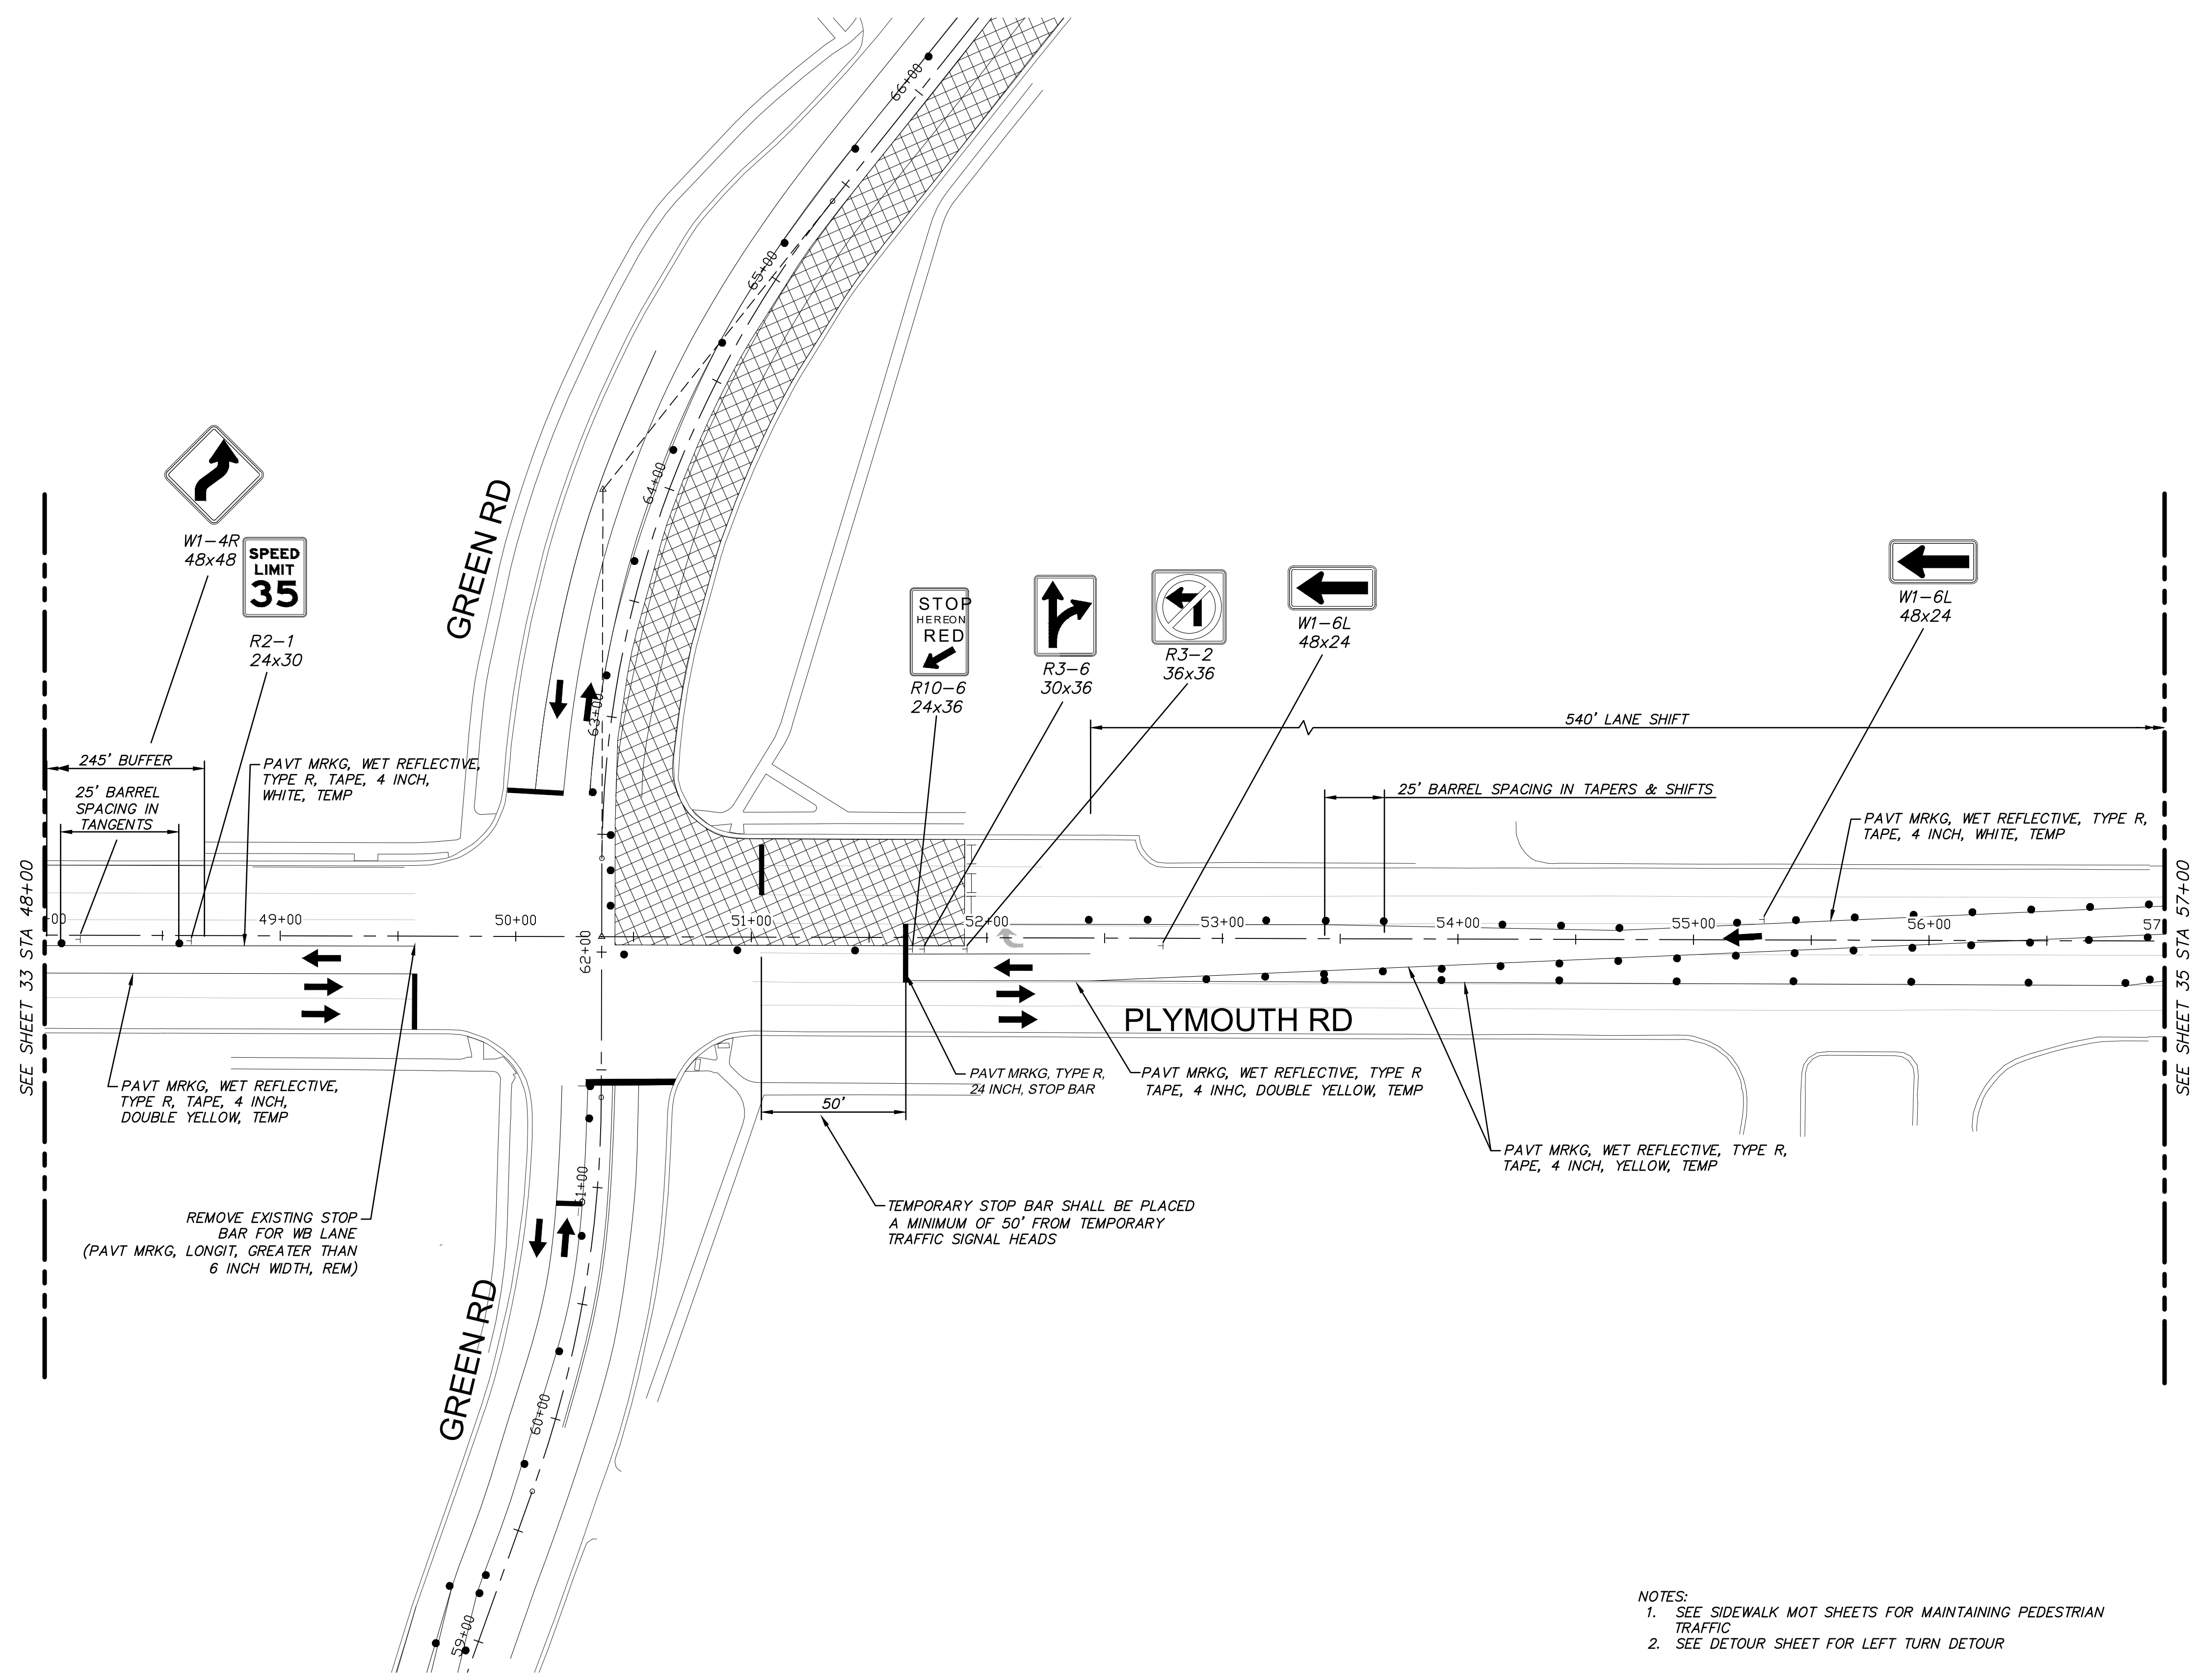 66+00
65+00
64+00
63+00
62+00
61+00
60+00
59+00
GREEN RD
GREEN RD
W1-4R
48x48
SPEED
LIMIT
35
R2-1
24x30
STOP
HEREON
RED
R10-6
24x36
R3-6
30x36
R3-2
36x36
W1-6L
48x24
W1-6L
48x24
540' LANE SHIFT
245' BUFFER
25' BARREL
SPACING IN
TANGENTS
PAVT MRKG, WET REFLECTIVE,
TYPE R, TAPE, 4 INCH,
WHITE, TEMP
25' BARREL SPACING IN TAPERS & SHIFTS
PAVT MRKG, WET REFLECTIVE, TYPE R,
TAPE, 4 INCH, WHITE, TEMP
SEE SHEET 33 STA 48+00
SEE SHEET 35 STA 57+00
+00
49+00
50+00
51+00
52+00
53+00
54+00
55+00
56+00
57
PLYMOUTH RD
PAVT MRKG, WET REFLECTIVE,
TYPE R, TAPE, 4 INCH,
DOUBLE YELLOW, TEMP
PAVT MRKG, TYPE R,
24 INCH, STOP BAR
PAVT MRKG, WET REFLECTIVE, TYPE R
TAPE, 4 INHC, DOUBLE YELLOW, TEMP
50'
PAVT MRKG, WET REFLECTIVE, TYPE R,
TAPE, 4 INCH, YELLOW, TEMP
REMOVE EXISTING STOP
BAR FOR WB LANE
(PAVT MRKG, LONGIT, GREATER THAN
6 INCH WIDTH, REM)
TEMPORARY STOP BAR SHALL BE PLACED
A MINIMUM OF 50' FROM TEMPORARY
TRAFFIC SIGNAL HEADS
NOTES:
1. SEE SIDEWALK MOT SHEETS FOR MAINTAINING PEDESTRIAN
TRAFFIC
2. SEE DETOUR SHEET FOR LEFT TURN DETOUR